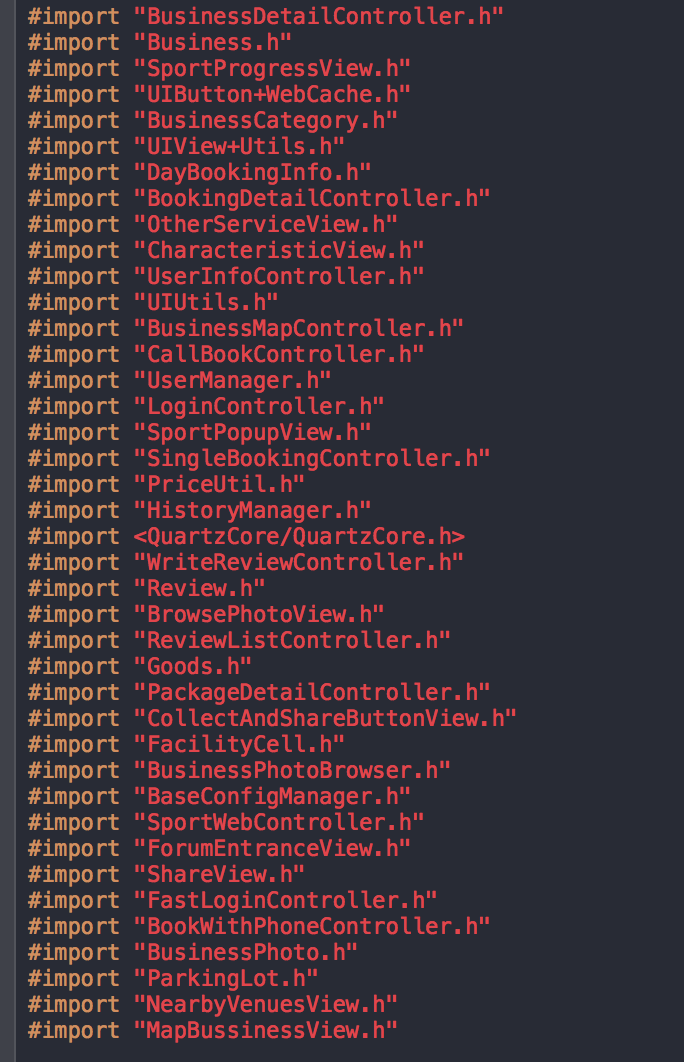 #import "BusinessDetailController.h"
#import "Business.h"
#import "SportProgressView.h"
#import "UIButton+WebCache.h"
#import "BusinessCategory.h"
#import "UIView+Utils.h"
#import "DayBookingInfo.h"
#import "BookingDetailController.h"
#import "OtherServiceView.h"
#import "CharacteristicView.h"
#import "UserInfoController.h"
#import "UIUtils.h"
#import "BusinessMapController.h"
#import "CallBookController.h"
#import "UserManager.h"
#import "LoginController.h"
#import "SportPopupView.h"
#import "SingleBookingController.h"
#import "PriceUtil.h"
#import "HistoryManager.h"
#import <QuartzCore/QuartzCore.h>
#import "WriteReviewController.h"
#import "Review.h"
#import "BrowsePhotoView.h"
#import "ReviewListController.h"
#import "Goods.h"
#import "PackageDetailController.h"
#import "CollectAndShareButtonView.h"
#import "FacilityCell.h"
#import "BusinessPhotoBrowser.h"
#import "BaseConfigManager.h"
#import "SportWebController.h"
#import "ForumEntranceView.h"
#import "ShareView.h"
#import "FastLoginController.h"
#import "BookWithPhoneController.h"
#import "BusinessPhoto.h"
#import "ParkingLot.h"
#import "NearbyVenuesView.h"
#import "MapBussinessView.h"